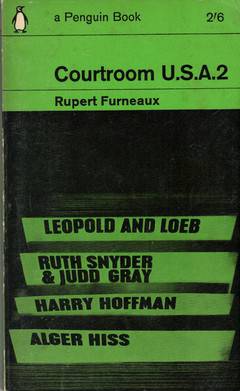 a Penguin Book 2/6
Courtroom U.S.A.2
Rupert Furneaux
LEOPOLD AND LOEB
RUTH SNYDER
& JUDD GRAY
HARRY HOFFMAN
ALGER HISS